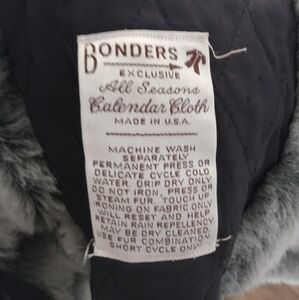 BONDERS
EXCLUSIVE
All Seasons
Calendar Cloth
MADE IN U.S.A.
MACHINE WASH
SEPARATELY
PERMANENT PRESS OR
DELICATE CYCLE COLD
WATER. DRIP DRY ONLY
DO NOT IRON, PRESS OR
STEAM FUR. TOUCH UP
IRONING ON FABRIC ONLY
WILL RESET AND HELP
RETAIN RAIN REPELLENCY.
MAY BE DRY CLEANED.
USE FUR COMBINATION
SHORT CYCLE ONLY